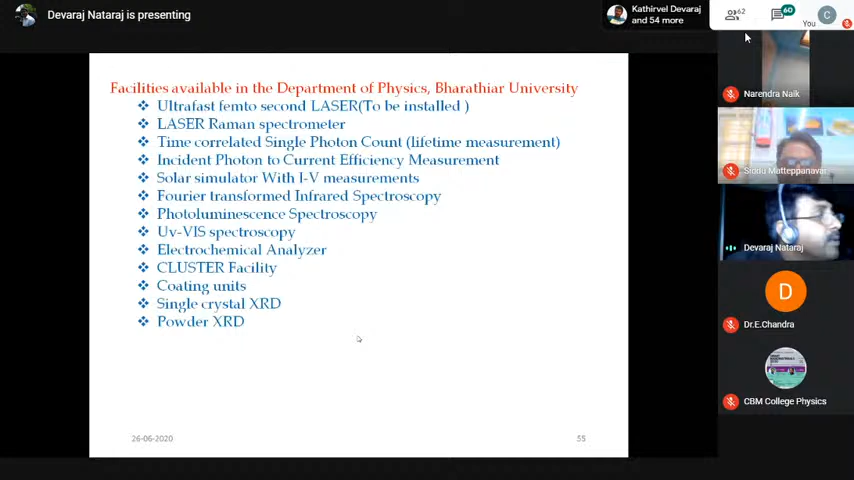 Devaraj Nataraj is presenting
Kathirvel Devaraj
and 54 more
62
60
C
You
Facilities available in the Department of Physics, Bharathiar University
❖ Ultrafast femto second LASER(To be installed )
❖ LASER Raman spectrometer
❖ Time correlated Single Photon Count (lifetime measurement)
❖ Incident Photon to Current Efficiency Measurement
❖ Solar simulator With I-V measurements
❖ Fourier transformed Infrared Spectroscopy
❖ Photoluminescence Spectroscopy
❖ Uv-VIS spectroscopy
❖ Electrochemical Analyzer
❖ CLUSTER Facility
❖ Coating units
❖ Single crystal XRD
❖ Powder XRD
26-06-2020
55
Narendra Naik
Siddu Matteppanavar
Devaraj Nataraj
D
Dr.E.Chandra
CBM College Physics